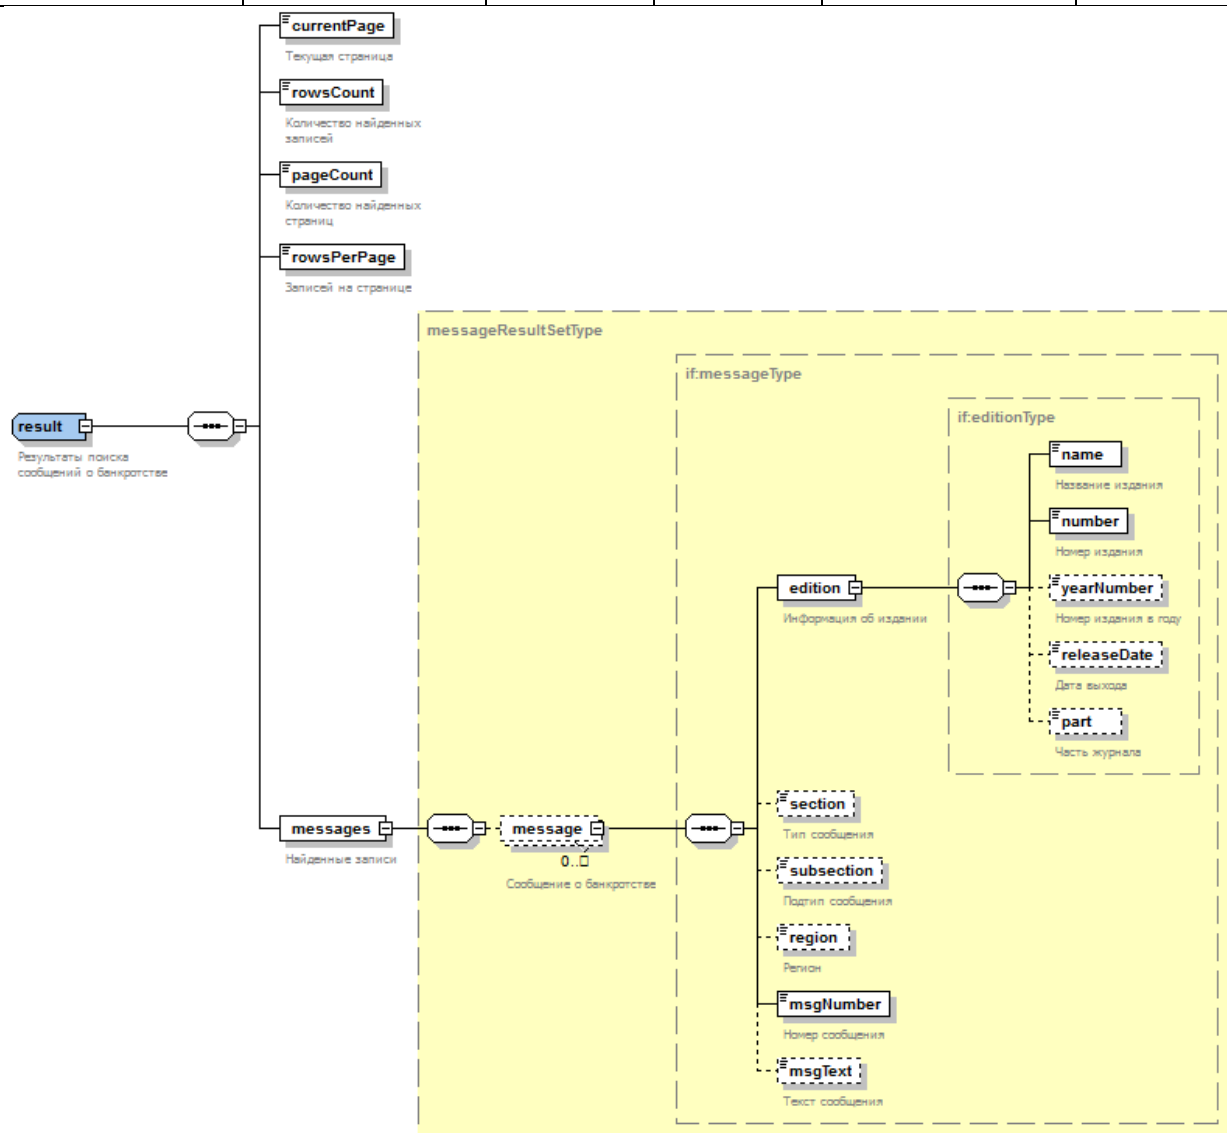 currentPage
Текущая страница
rowsCount
Количество найденных
записей
pageCount
Количество найденных
страниц
rowsPerPage
Записей на странице
messageResultSetType
if:messageType
if:editionType
result
Результаты поиска
сообщений о банкротстве
name
Название издания
number
Номер издания
edition
Информация об издании
yearNumber
Номер издания в году
releaseDate
Дата выхода
part
Часть журнала
messages
Найденные записи
message
0..□
Сообщение о банкротстве
section
Тип сообщения
subsection
Подтип сообщения
region
Регион
msgNumber
Номер сообщения
msgText
Текст сообщения